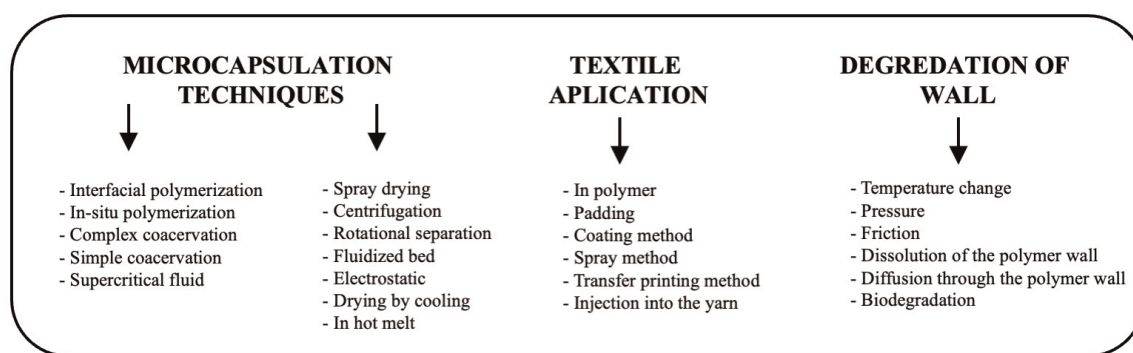 MICROCAPSULATION
TECHNIQUES
- Interfacial polymerization
- In-situ polymerization
- Complex coacervation
- Simple coacervation
- Supercritical fluid
- Spray drying
- Centrifugation
- Rotational separation
- Fluidized bed
- Electrostatic
- Drying by cooling
- In hot melt
TEXTILE
APLICATION
- In polymer
- Padding
- Coating method
- Spray method
- Transfer printing method
- Injection into the yarn
DEGREDATION OF
WALL
- Temperature change
- Pressure
- Friction
- Dissolution of the polymer wall
- Diffusion through the polymer wall
- Biodegradation